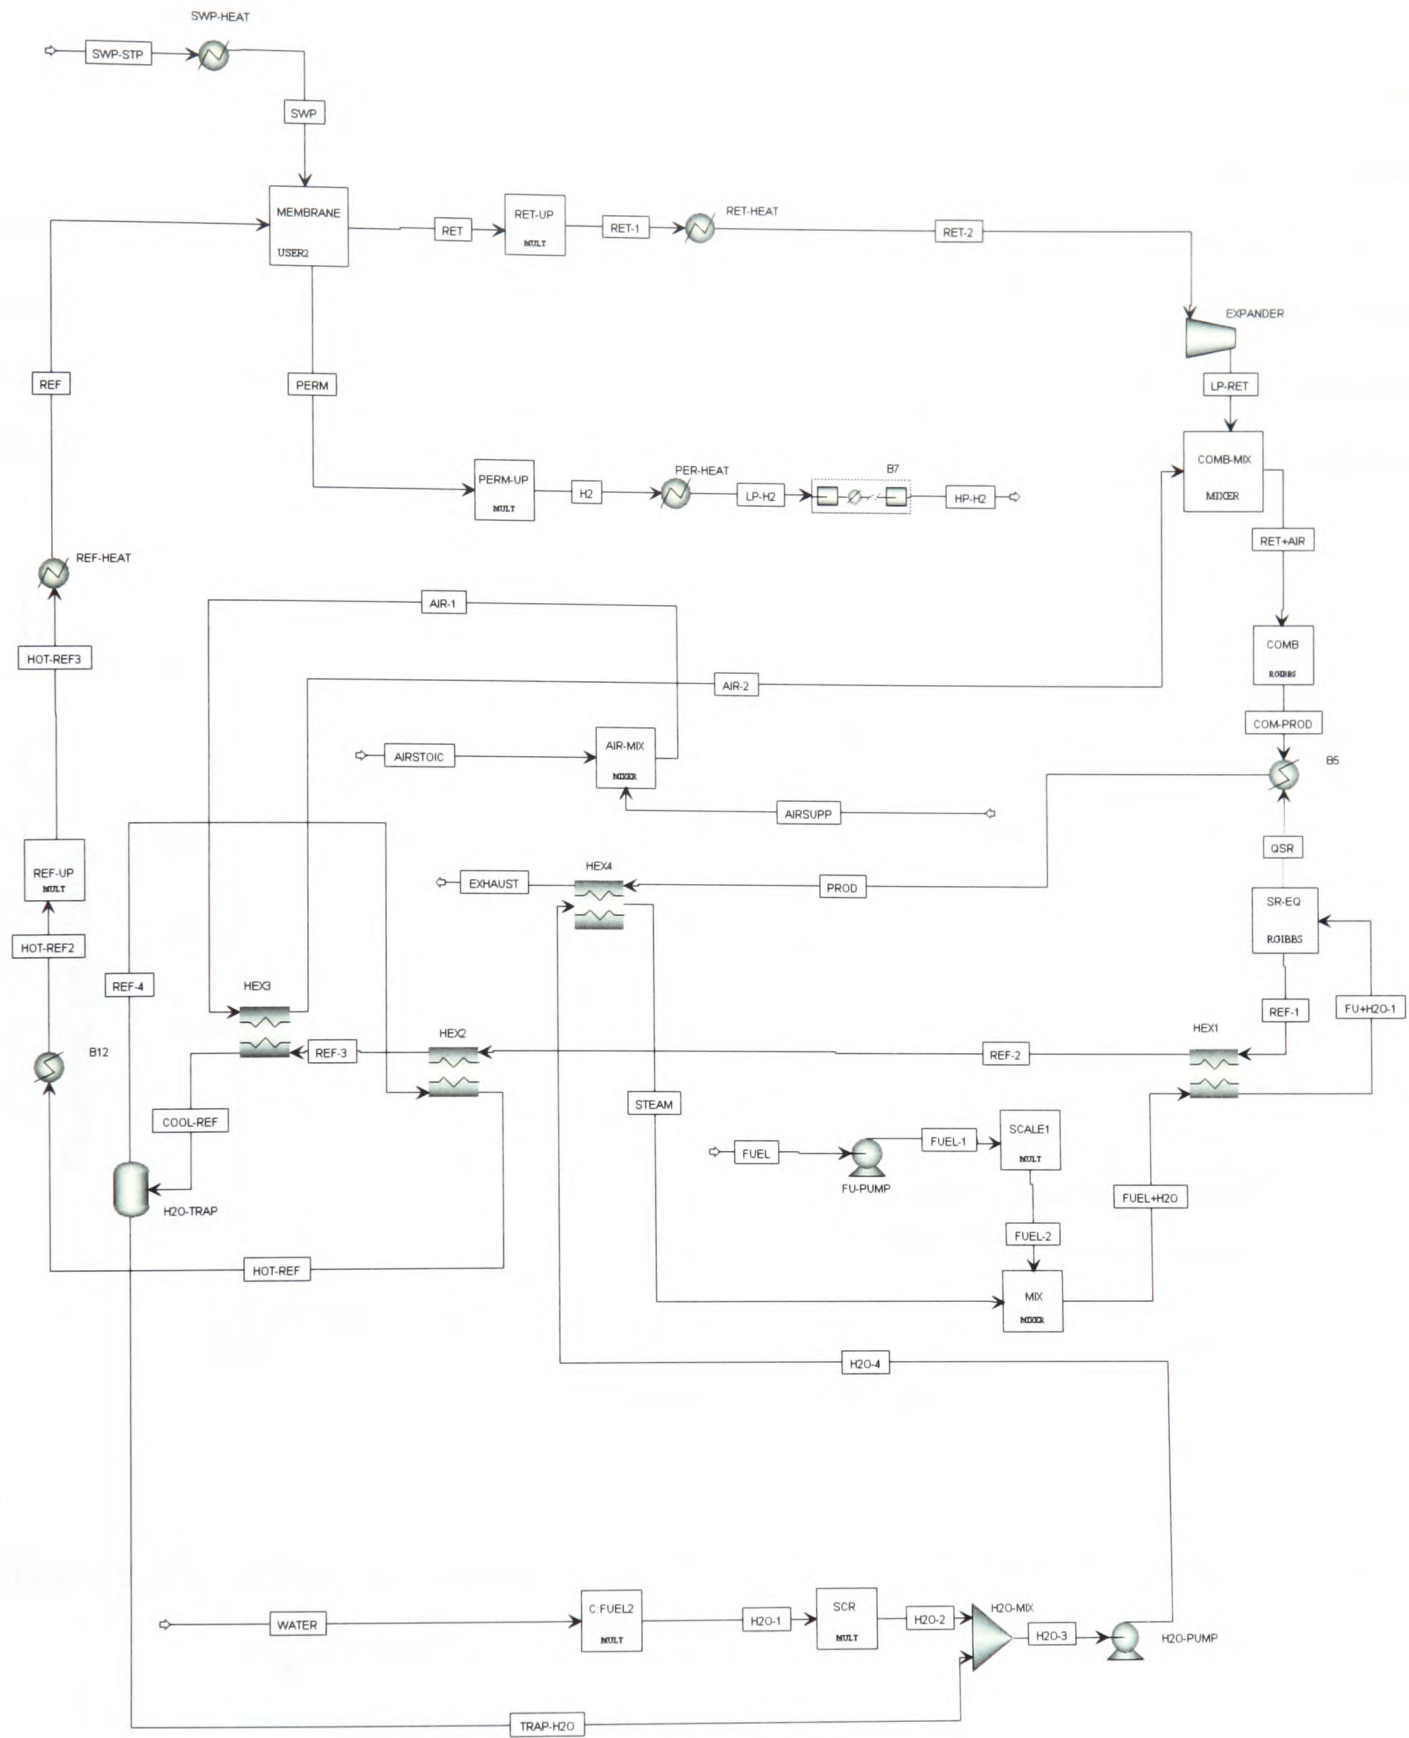 SWP-HEAT
SWP-STP
SWP
MEMBRANE
USER2
RET
RET-UP
MULT
RET-1
RET-HEAT
RET-2
EXPANDER
LP-RET
REF
PERM
COMB-MIX
MIXER
PERM-UP
MULT
H2
PER-HEAT
LP-H2
B7
HP-H2
RET+AIR
REF-HEAT
AIR-1
HOT-REF3
COMB
RGIBBS
AIR-2
COM-PROD
AIRSTOIC
AIR-MIX
MIXER
B5
AIRSUPP
QSR
REF-UP
MULT
HEX4
EXHAUST
PROD
SR-EQ
RGIBBS
HOT-REF2
REF-4
HEX3
REF-1
FU+H2O-1
HEX2
HEX1
B12
REF-3
REF-2
STEAM
COOL-REF
FUEL
FUEL-1
SCALE1
MULT
FU-PUMP
FUEL+H2O
H2O-TRAP
FUEL-2
HOT-REF
MIX
MIXER
H2O-4
WATER
C:FUEL2
MULT
H2O-1
SCR
MULT
H2O-2
H2O-MIX
H2O-3
H2O-PUMP
TRAP-H2O